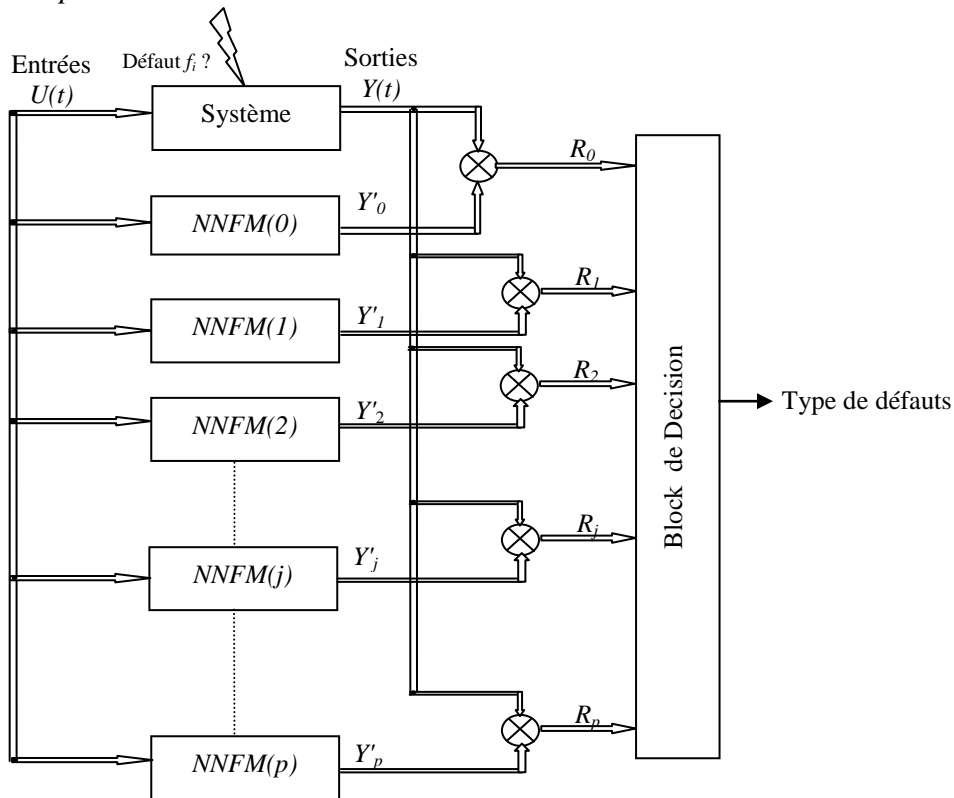 Entrées
U(t)
Défaut fi ?
Sorties
Y(t)
Système
R0
NNFM(0)
Y'0
R1
NNFM(1)
Y'1
R2
NNFM(2)
Y'2
Block de Decision
Type de défauts
Rj
NNFM(j)
Y'j
Rp
NNFM(p)
Y'p